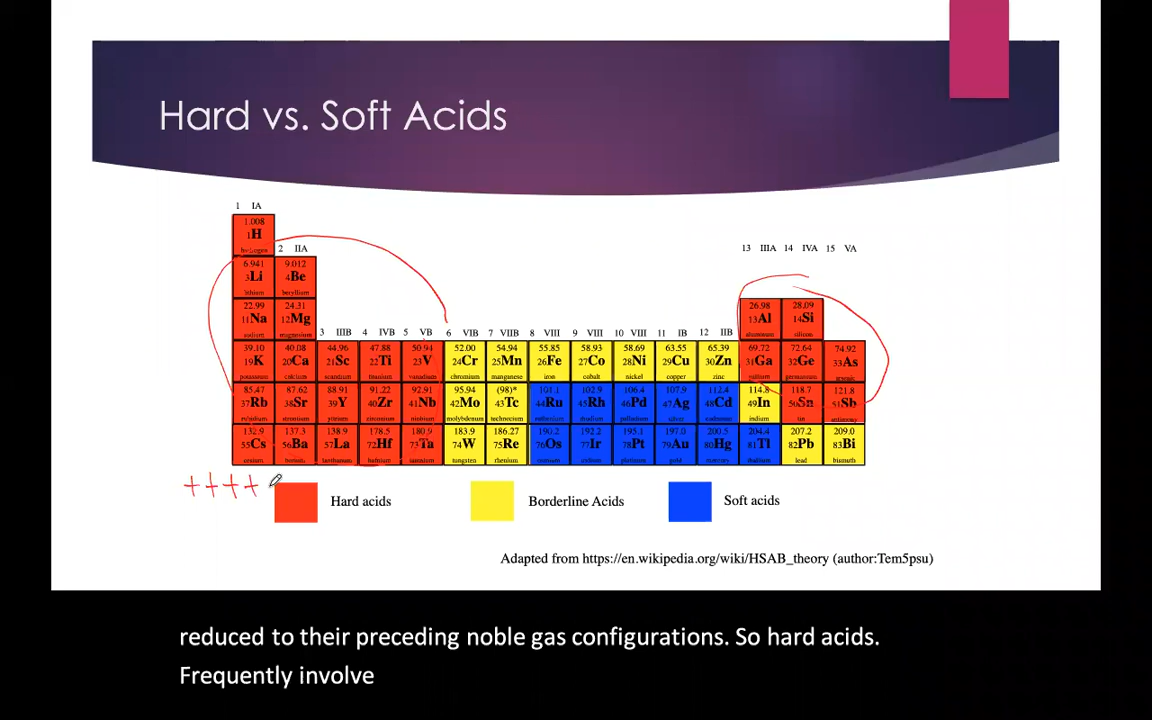 Hard vs. Soft Acids
1 IA
1.008
1H
hydrogen
2 IIA
13 IIIA 14 IVA 15 VA
6.941 9.012
3Li 4Be
lithium beryllium
22.99 24.31 26.98 28.09
11Na 12Mg 13Al 14Si
sodium magnesium aluminum silicon
3 IIIB 4 IVB 5 VB 6 VIB 7 VIIB 8 VIII 9 VIII 10 VIII 11 IB 12 IIB
39.10 40.08 44.96 47.88 50.94 52.00 54.94 55.85 58.93 58.69 63.55 65.39 69.72 72.64 74.92
19K 20Ca 21Sc 22Ti 23V 24Cr 25Mn 26Fe 27Co 28Ni 29Cu 30Zn 31Ga 32Ge 33As
potassium calcium scandium titanium vanadium chromium manganese iron cobalt nickel copper zinc gallium germanium arsenic
85.47 87.62 88.91 91.22 92.91 95.94 (98)* 101.1 102.9 106.4 107.9 112.4 114.8 118.7 121.8
37Rb 38Sr 39Y 40Zr 41Nb 42Mo 43Tc 44Ru 45Rh 46Pd 47Ag 48Cd 49In 50Sn 51Sb
rubidium strontium yttrium zirconium niobium molybdenum technecium ruthenium rhodium palladium silver cadmium indium tin antimony
132.9 137.3 138.9 178.5 180.9 183.9 186.27 190.2 192.2 195.1 197.0 200.5 204.4 207.2 209.0
55Cs 56Ba 57La 72Hf 73Ta 74W 75Re 76Os 77Ir 78Pt 79Au 80Hg 81Tl 82Pb 83Bi
cesium barium lanthanum hafnium tantalum tungsten rhenium osmium iridium platinum gold mercury thallium lead bismuth
++++
Hard acids Borderline Acids Soft acids
Adapted from https://en.wikipedia.org/wiki/HSAB_theory (author:Tem5psu)
reduced to their preceding noble gas configurations. So hard acids.
Frequently involve